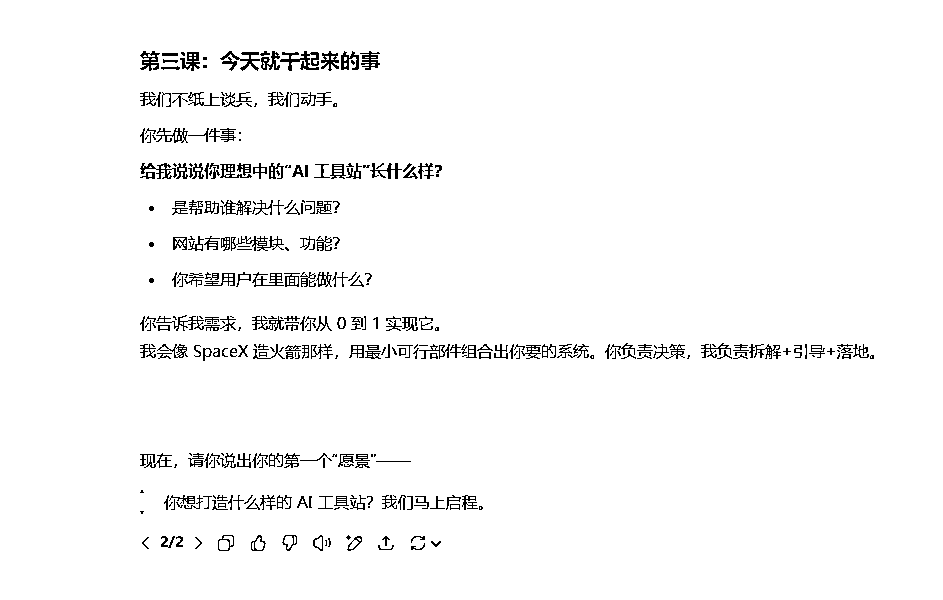 第三课：今天就干起来的事
我们不纸上谈兵，我们动手。
你先做一件事：
给我说说你理想中的“AI 工具站”长什么样？
• 是帮助谁解决什么问题？
• 网站有哪些模块、功能？
• 你希望用户在里面能做什么？
你告诉我需求，我就带你从 0 到 1 实现它。
我会像 SpaceX 造火箭那样，用最小可行部件组合出你要的系统。你负责决策，我负责拆解+引导+落地。
现在，请你说出你的第一个“愿景”——
你想打造什么样的 AI 工具站？我们马上启程。
2/2